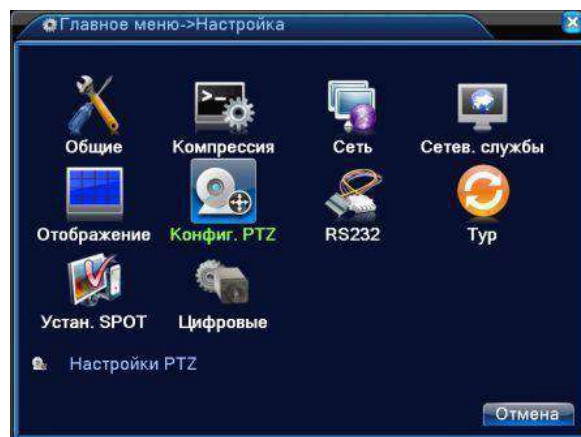 Главное меню->Настройка
Общие Компрессия Сеть Сетев. службы
>-
Отображение Конфиг. PTZ RS232 Тур
Устан. SPOT Цифровые
Настройки PTZ
Отмена